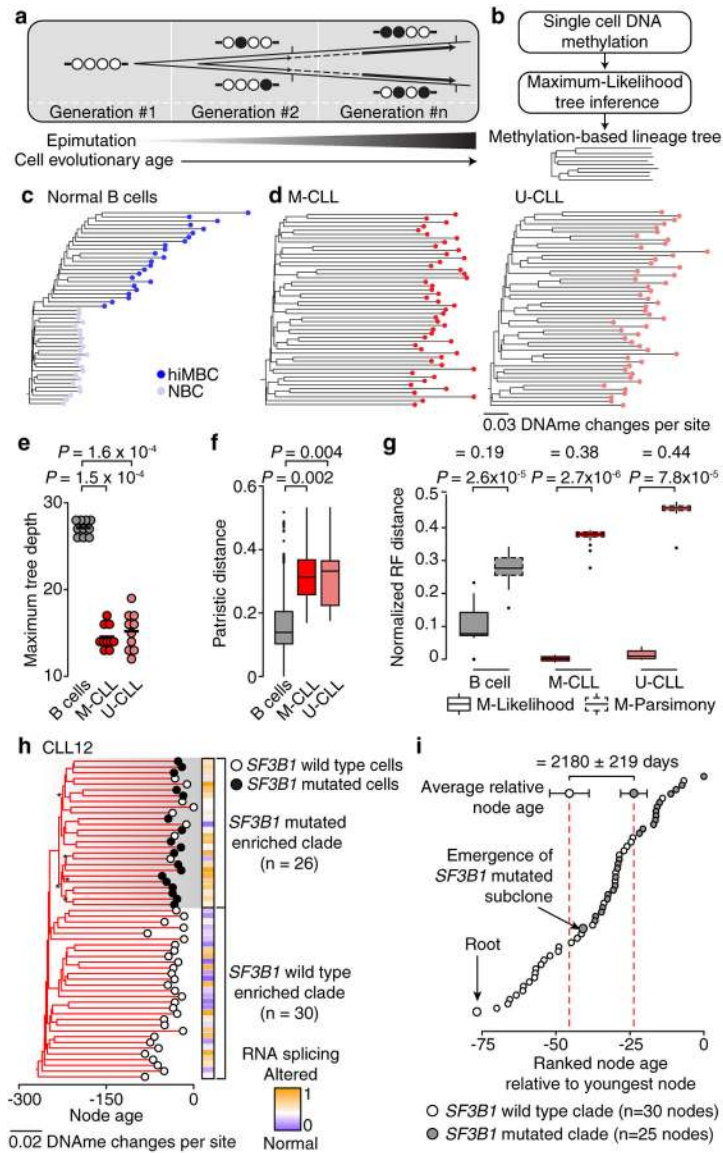 a
Generation #1
Generation #2
Generation #n
Epimutation
Cell evolutionary age
b
Single cell DNA
methylation
Maximum-Likelihood
tree inference
Methylation-based lineage tree
c
Normal B cells
hiMBC
NBC
d
M-CLL
U-CLL
0.03 DNAme changes per site
e
P = 1.6 x 10⁻⁴
P = 1.5 x 10⁻⁴
Maximum tree depth
30
20
10
B cells
M-CLL
U-CLL
f
P = 0.004
P = 0.002
Patristic distance
0.6
0.4
0.2
0
B cells
M-CLL
U-CLL
g
= 0.19
= 0.38
= 0.44
P = 2.6x10⁻⁵
P = 2.7x10⁻⁶
P = 7.8x10⁻⁵
Normalized RF distance
0.5
0.4
0.3
0.2
0.1
0
B cell
M-CLL
U-CLL
M-Likelihood
M-Parsimony
h
CLL12
SF3B1 wild type cells
SF3B1 mutated cells
SF3B1 mutated
enriched clade
(n = 26)
SF3B1 wild type
enriched clade
(n = 30)
RNA splicing
Altered
1
0
Normal
-300
-150
0
Node age
0.02 DNAme changes per site
i
= 2180 ± 219 days
Average relative
node age
Emergence of
SF3B1 mutated
subclone
Root
-75
-50
-25
0
Ranked node age
relative to youngest node
SF3B1 wild type clade (n=30 nodes)
SF3B1 mutated clade (n=25 nodes)